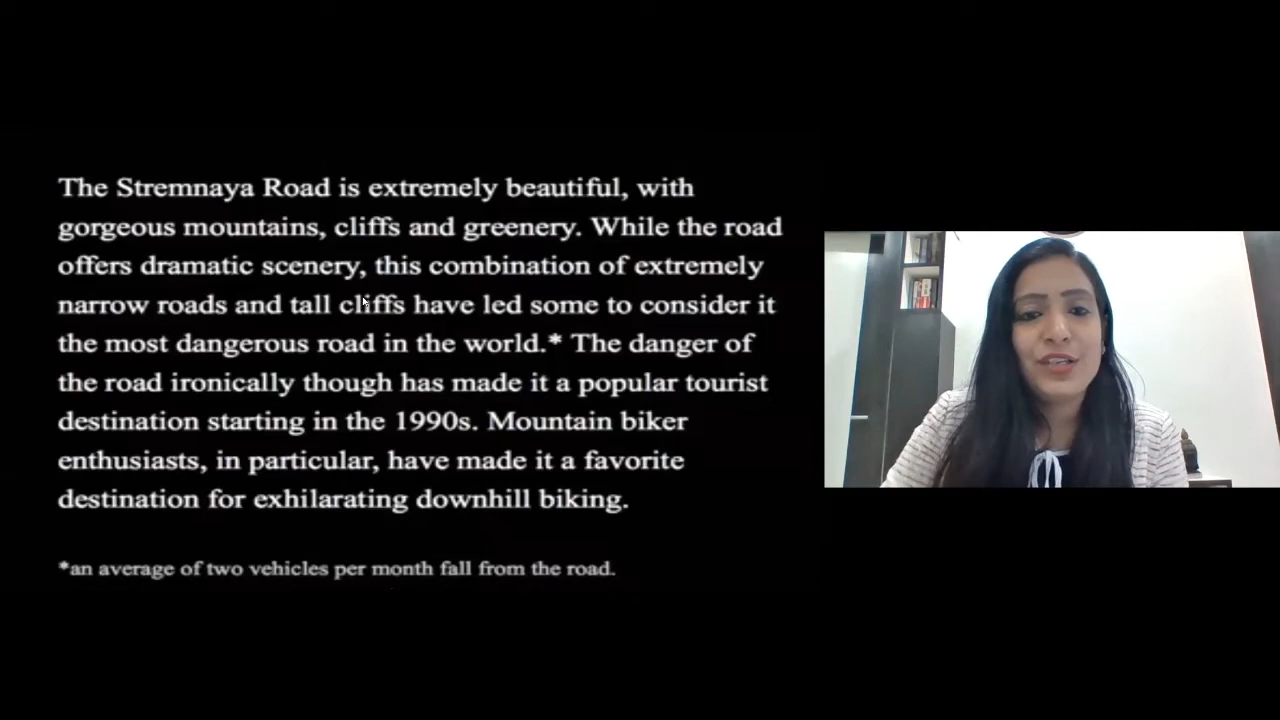 The Stremnaya Road is extremely beautiful, with
gorgeous mountains, cliffs and greenery. While the road
offers dramatic scenery, this combination of extremely
narrow roads and tall cliffs have led some to consider it
the most dangerous road in the world.* The danger of
the road ironically though has made it a popular tourist
destination starting in the 1990s. Mountain biker
enthusiasts, in particular, have made it a favorite
destination for exhilarating downhill biking.
*an average of two vehicles per month fall from the road.